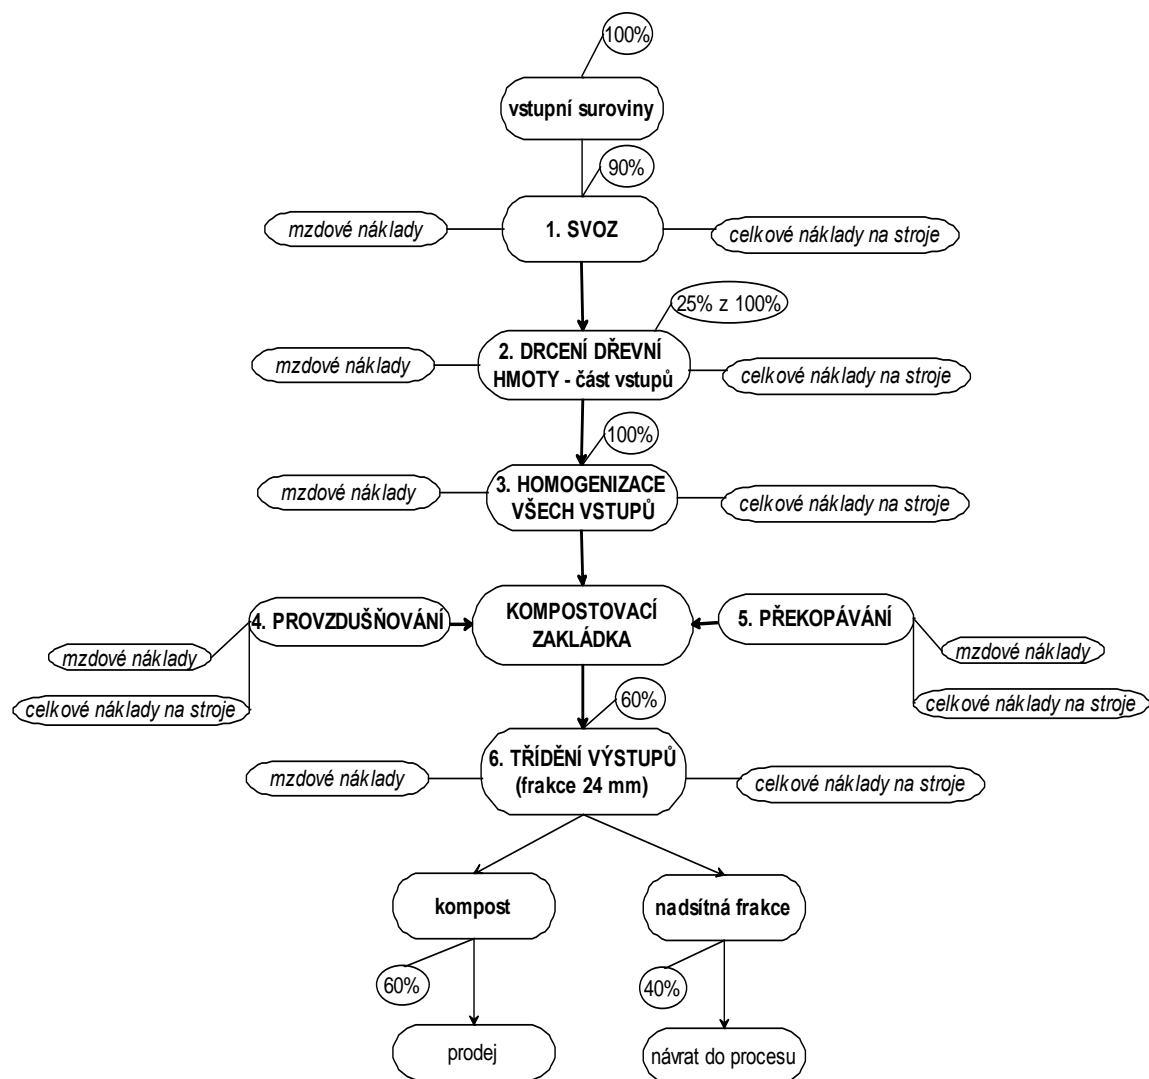 100%
vstupní suroviny
90%
mzdové náklady
1. SVOZ
celkové náklady na stroje
25% z 100%
2. DRCENÍ DŘEVNÍ
HMOTY - část vstupů
mzdové náklady
celkové náklady na stroje
100%
mzdové náklady
3. HOMOGENIZACE
VŠECH VSTUPŮ
celkové náklady na stroje
4. PROVZDUŠŇOVÁNÍ
KOMPOSTOVACÍ
ZAKLÁDKA
5. PŘEKOPÁVÁNÍ
mzdové náklady
mzdové náklady
celkové náklady na stroje
celkové náklady na stroje
60%
6. TŘÍDĚNÍ VÝSTUPŮ
(frakce 24 mm)
mzdové náklady
celkové náklady na stroje
kompost
nadsítná frakce
60%
40%
prodej
návrat do procesu